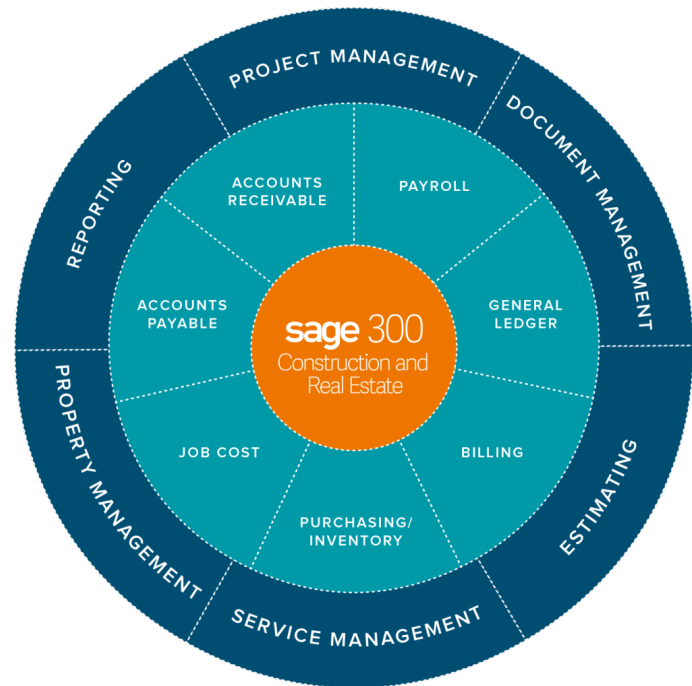 PROJECT MANAGEMENT
DOCUMENT MANAGEMENT
ESTIMATING
SERVICE MANAGEMENT
PROPERTY MANAGEMENT
REPORTING
ACCOUNTS
RECEIVABLE
PAYROLL
GENERAL
LEDGER
BILLING
PURCHASING/
INVENTORY
JOB COST
ACCOUNTS
PAYABLE
sage 300
Construction and
Real Estate